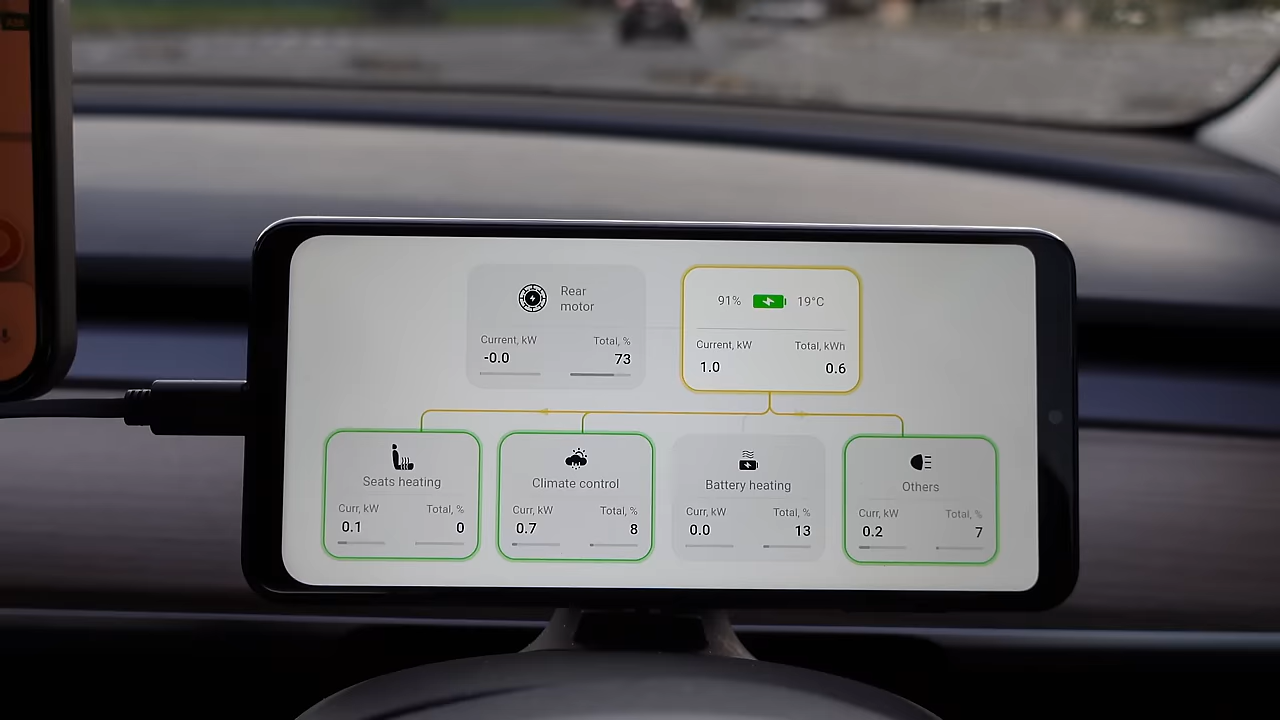 Rear
motor
Current, kW Total, %
-0.0 73
91% 19°C
Current, kW Total, kWh
1.0 0.6
Seats heating
Curr, kW Total, %
0.1 0
Climate control
Curr, kW Total, %
0.7 8
Battery heating
Curr, kW Total, %
0.0 13
Others
Curr, kW Total, %
0.2 7